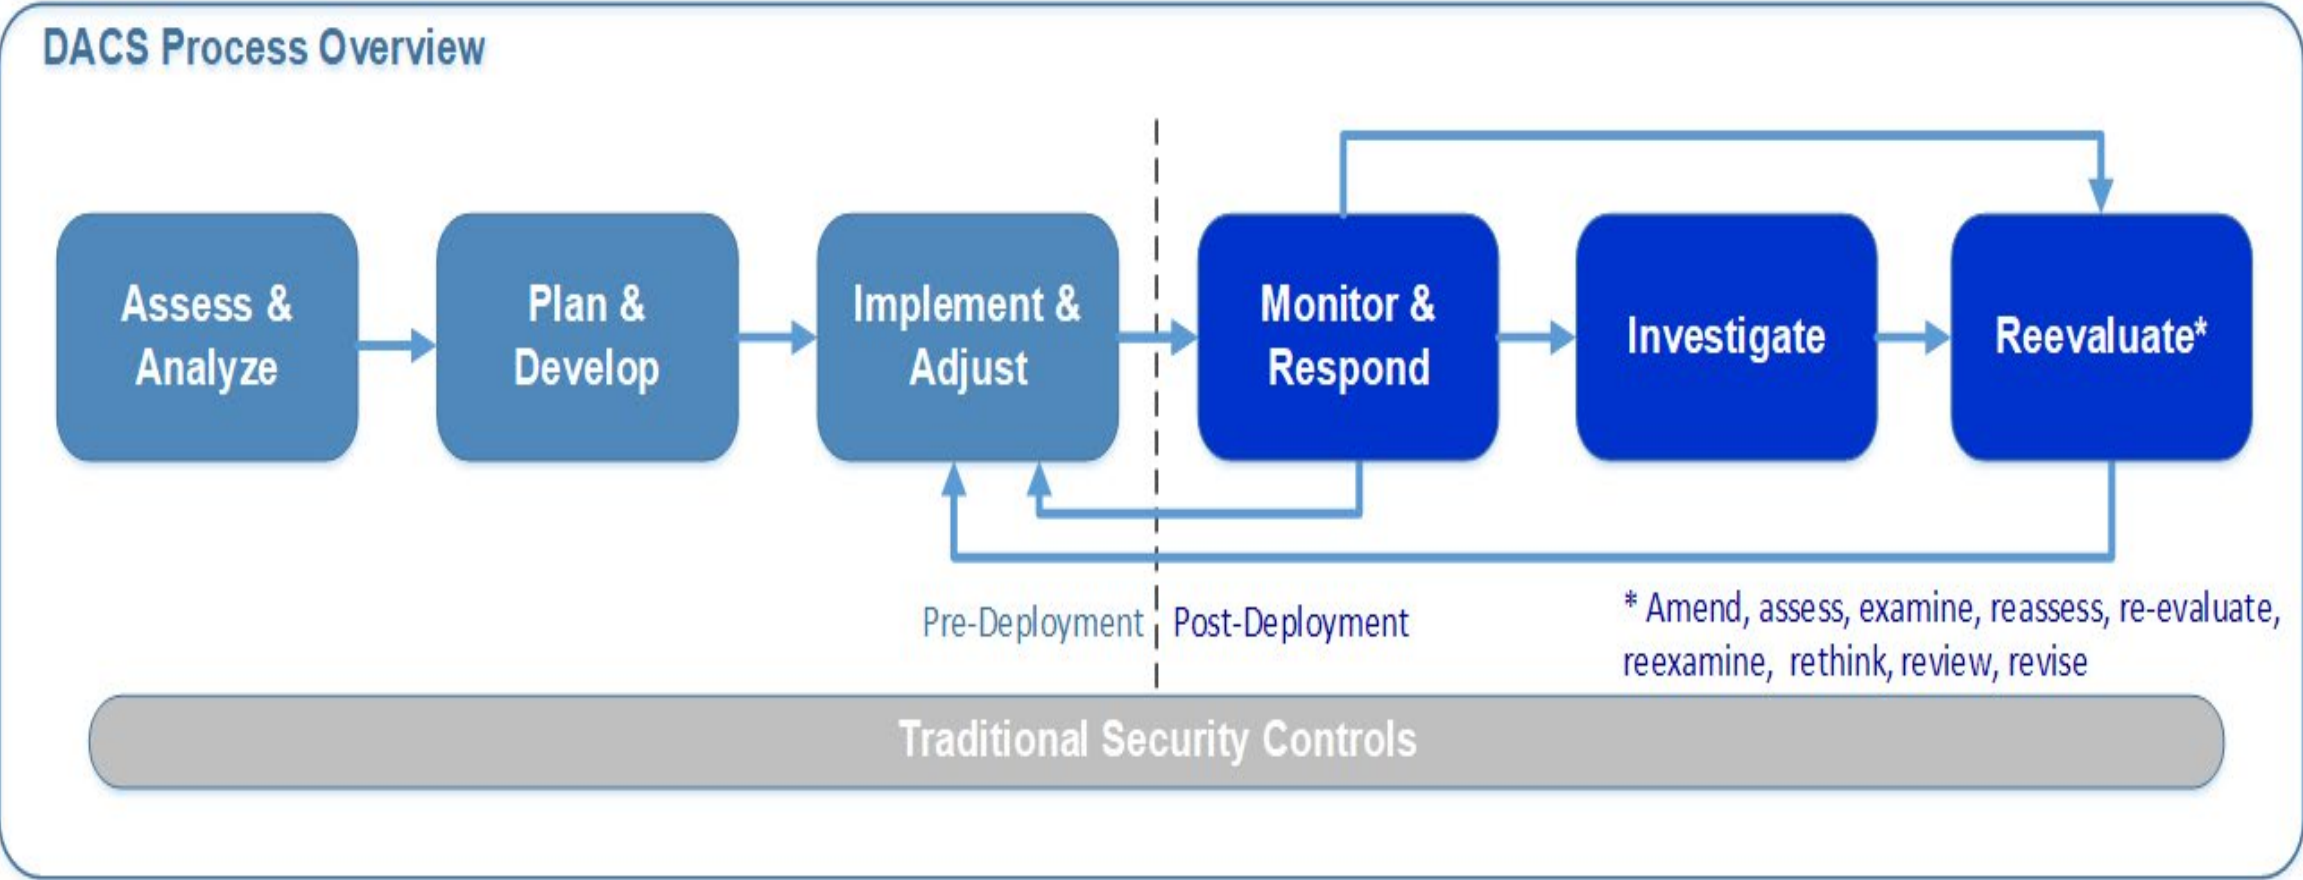 DACS Process Overview
Assess &
Analyze
Plan &
Develop
Implement &
Adjust
Monitor &
Respond
Investigate
Reevaluate*
Pre-Deployment
Post-Deployment
* Amend, assess, examine, reassess, re-evaluate,
reexamine, rethink, review, revise
Traditional Security Controls